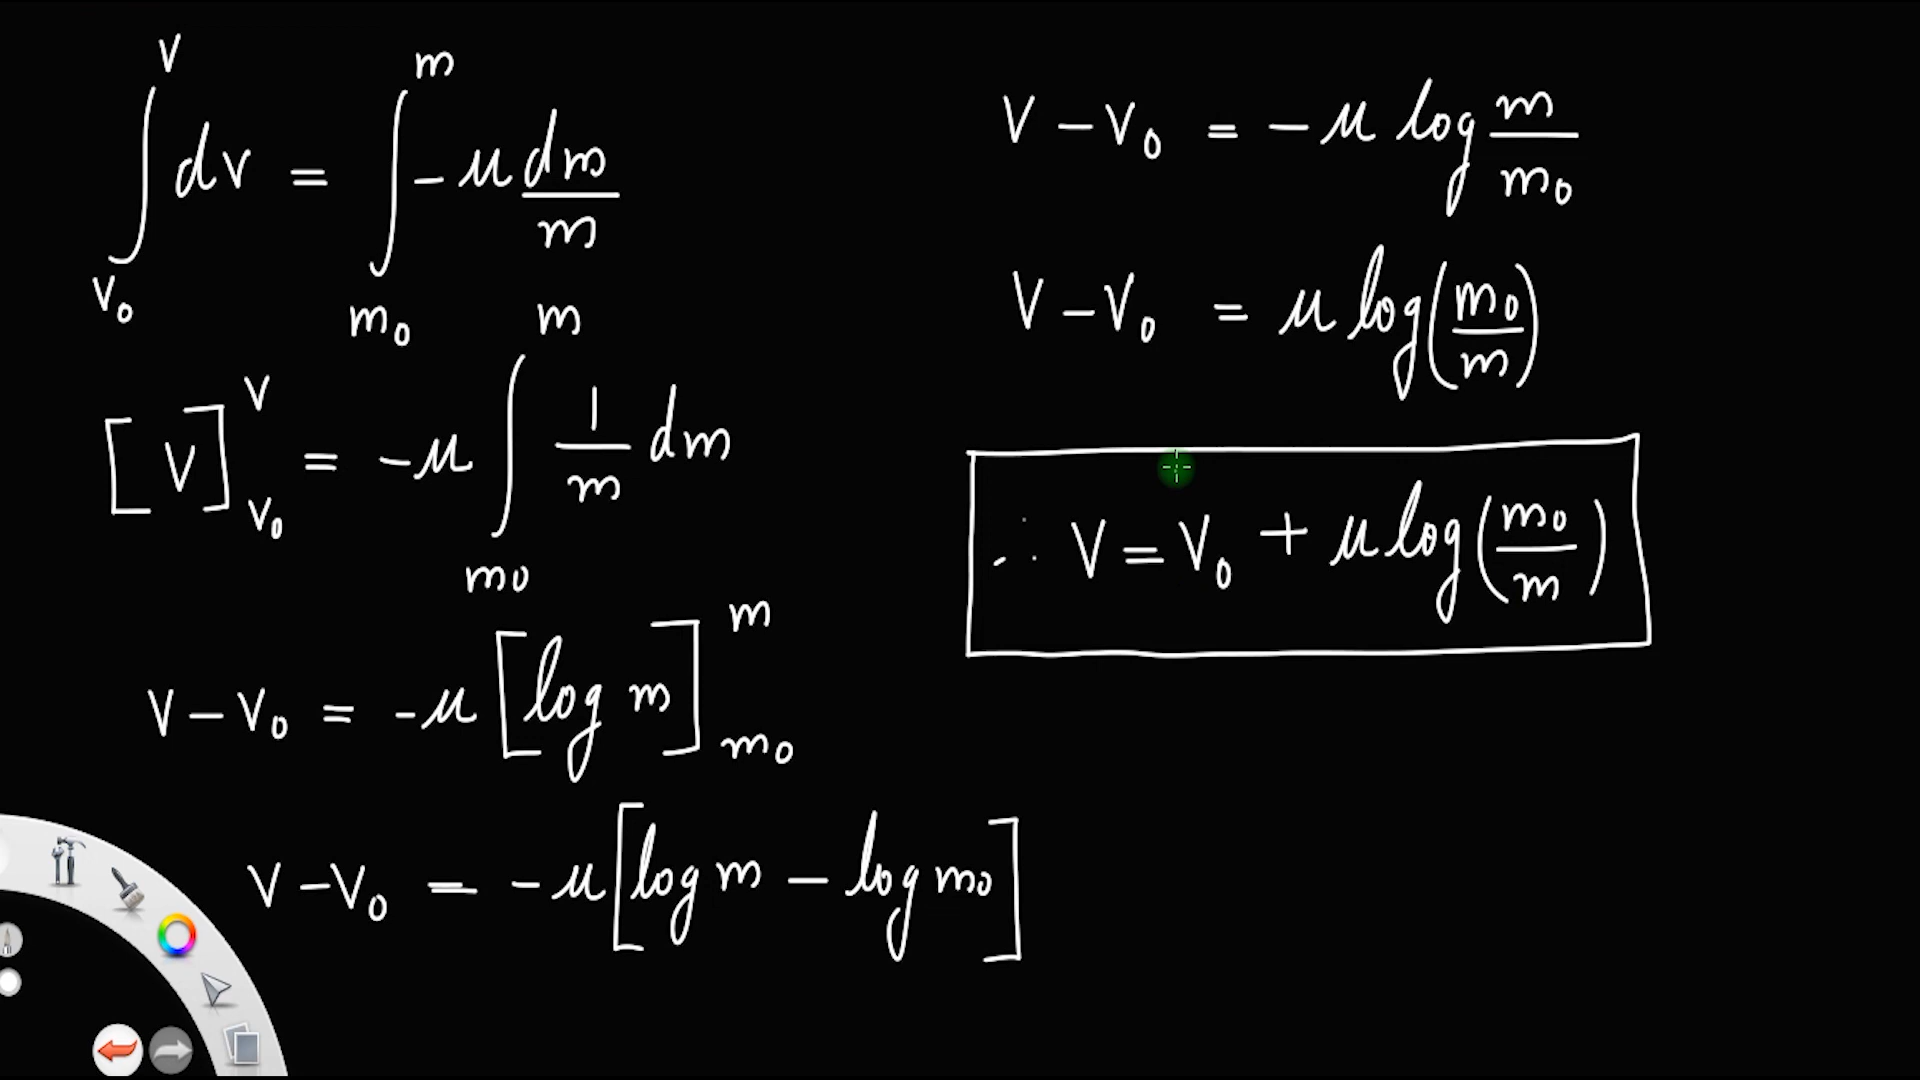 ∫_{v₀}^{v} dv = ∫_{m₀}^{m} -u dm/m
[v]_{v₀}^{v} = -u ∫_{m₀}^{m} 1/m dm
v - v₀ = -u [log m]_{m₀}^{m}
v - v₀ = -u [log m - log m₀]
v - v₀ = -u log m/m₀
v - v₀ = u log (m₀/m)
∴ v = v₀ + u log (m₀/m)